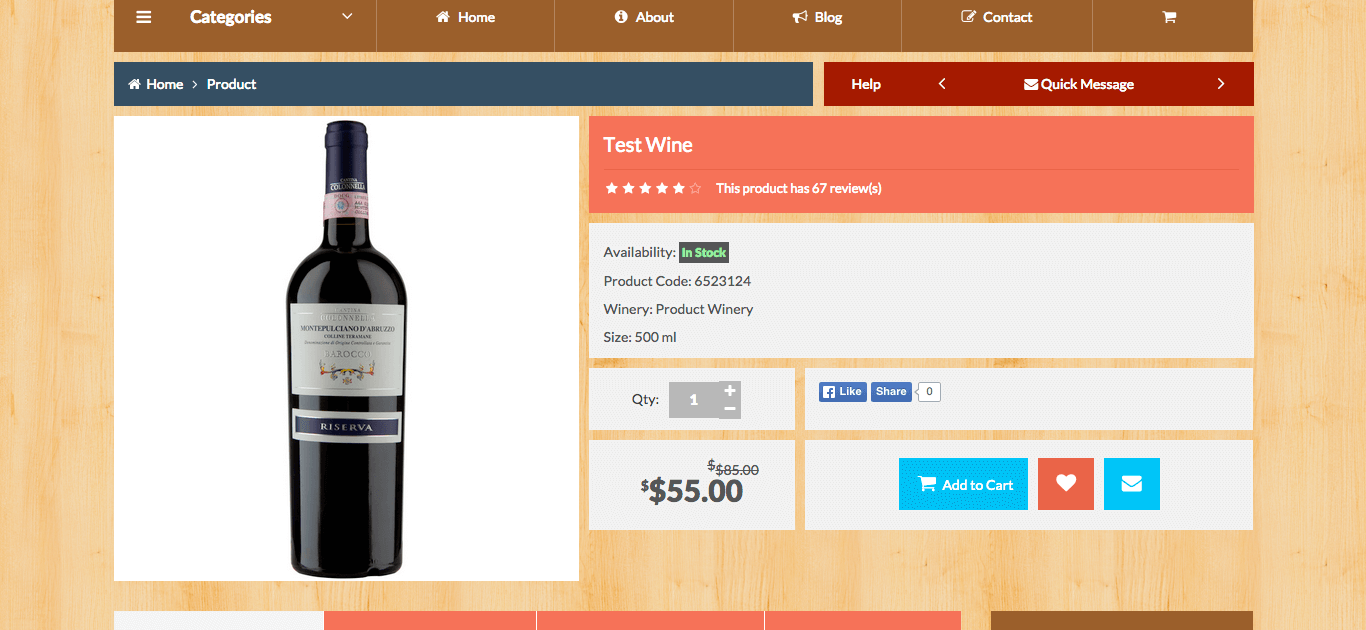 Categories
Home
About
Blog
Contact
Home
Product
Help
Quick Message
Test Wine
This product has 67 review(s)
Availability: In Stock
Product Code: 6523124
Winery: Product Winery
Size: 500 ml
Qty: 1
Like
Share
0
$$85.00
$$55.00
Add to Cart
CANTINA
COLONNELLA
CANTINA
COLONNELLA
MONTEPULCIANO D'ABRUZZO
COLLINE TERAMANE
BAROCCO
RISERVA